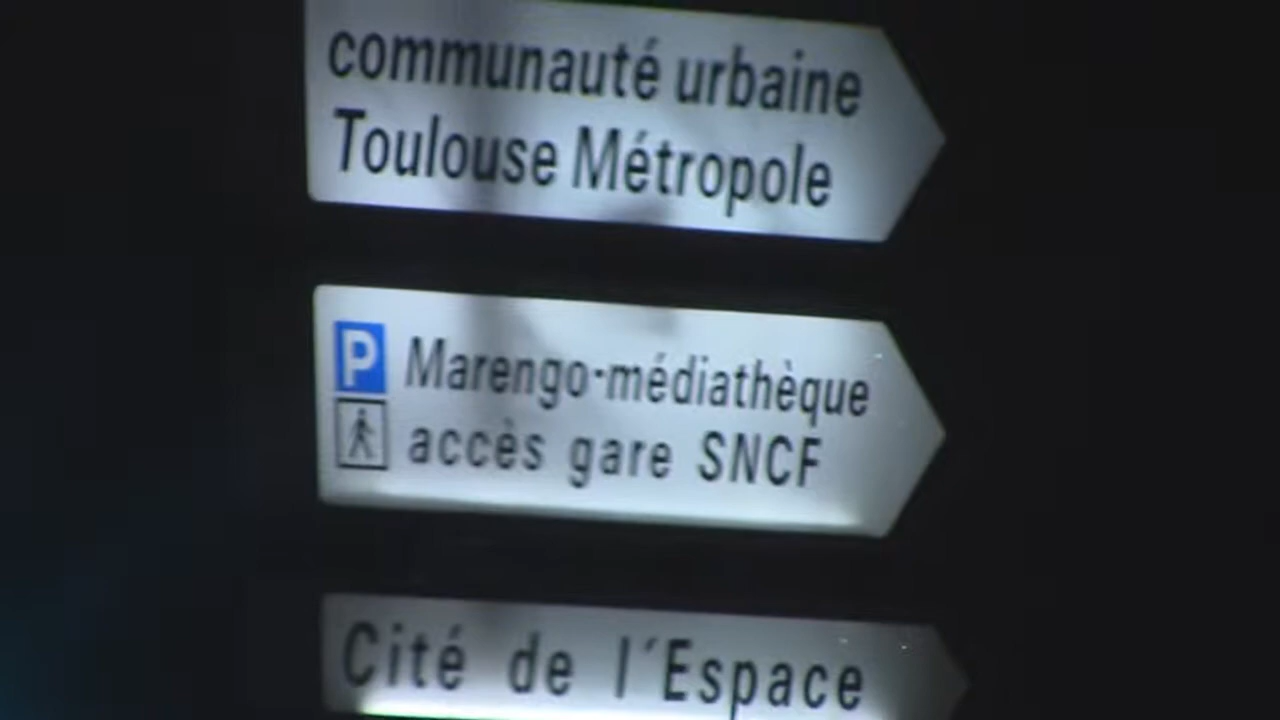 communauté urbaine
Toulouse Métropole
P Marengo-médiathèque
accès gare SNCF
Cité de l'Espace